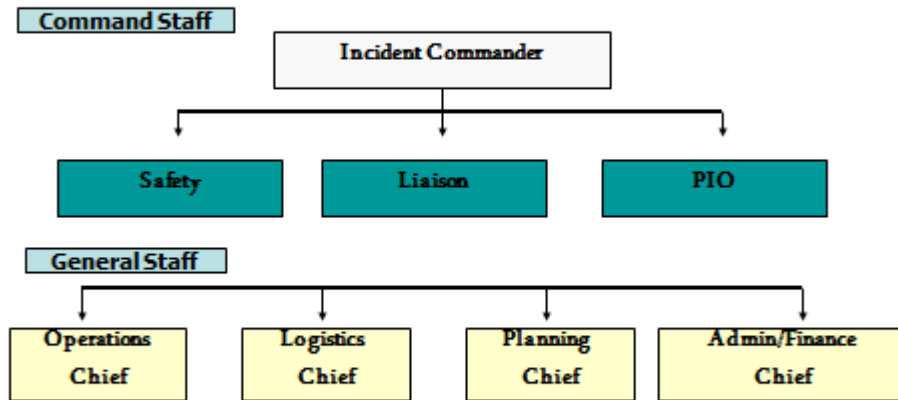 Command Staff
Incident Commander
Safety
Liaison
PIO
General Staff
Operations
Chief
Logistics
Chief
Planning
Chief
Admin/Finance
Chief